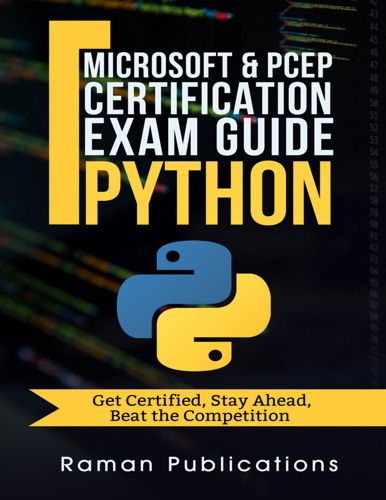 MICROSOFT & PCEP
CERTIFICATION
EXAM GUIDE
PYTHON
Get Certified, Stay Ahead,
Beat the Competition
Raman Publications